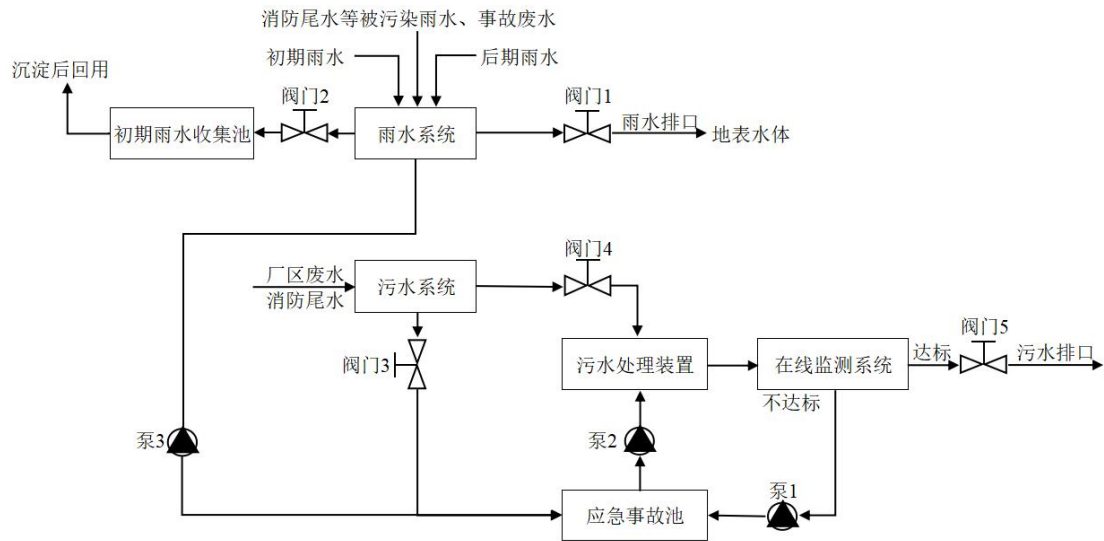 消防尾水等被污染雨水、事故废水
初期雨水
后期雨水
沉淀后回用
阀门2
阀门1
初期雨水收集池
雨水系统
雨水排口
地表水体
阀门4
厂区废水
消防尾水
污水系统
阀门3
阀门5
污水处理装置
在线监测系统
达标
污水排口
不达标
泵3
泵2
泵1
应急事故池